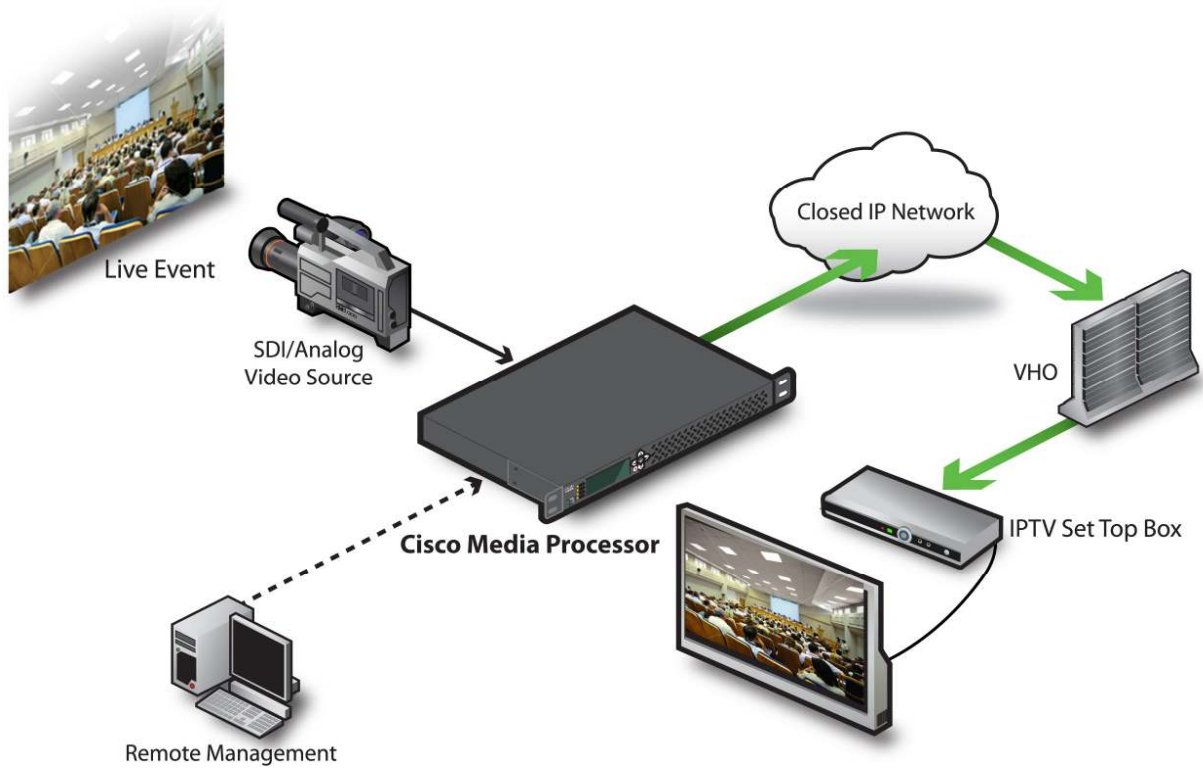 Live Event
SDI/Analog
Video Source
Closed IP Network
VHO
IPTV Set Top Box
Cisco Media Processor
Remote Management